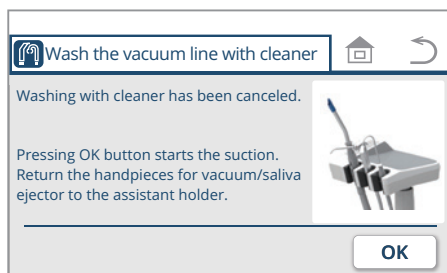 Wash the vacuum line with cleaner
Washing with cleaner has been canceled.
Pressing OK button starts the suction.
Return the handpieces for vacuum/saliva
ejector to the assistant holder.
OK